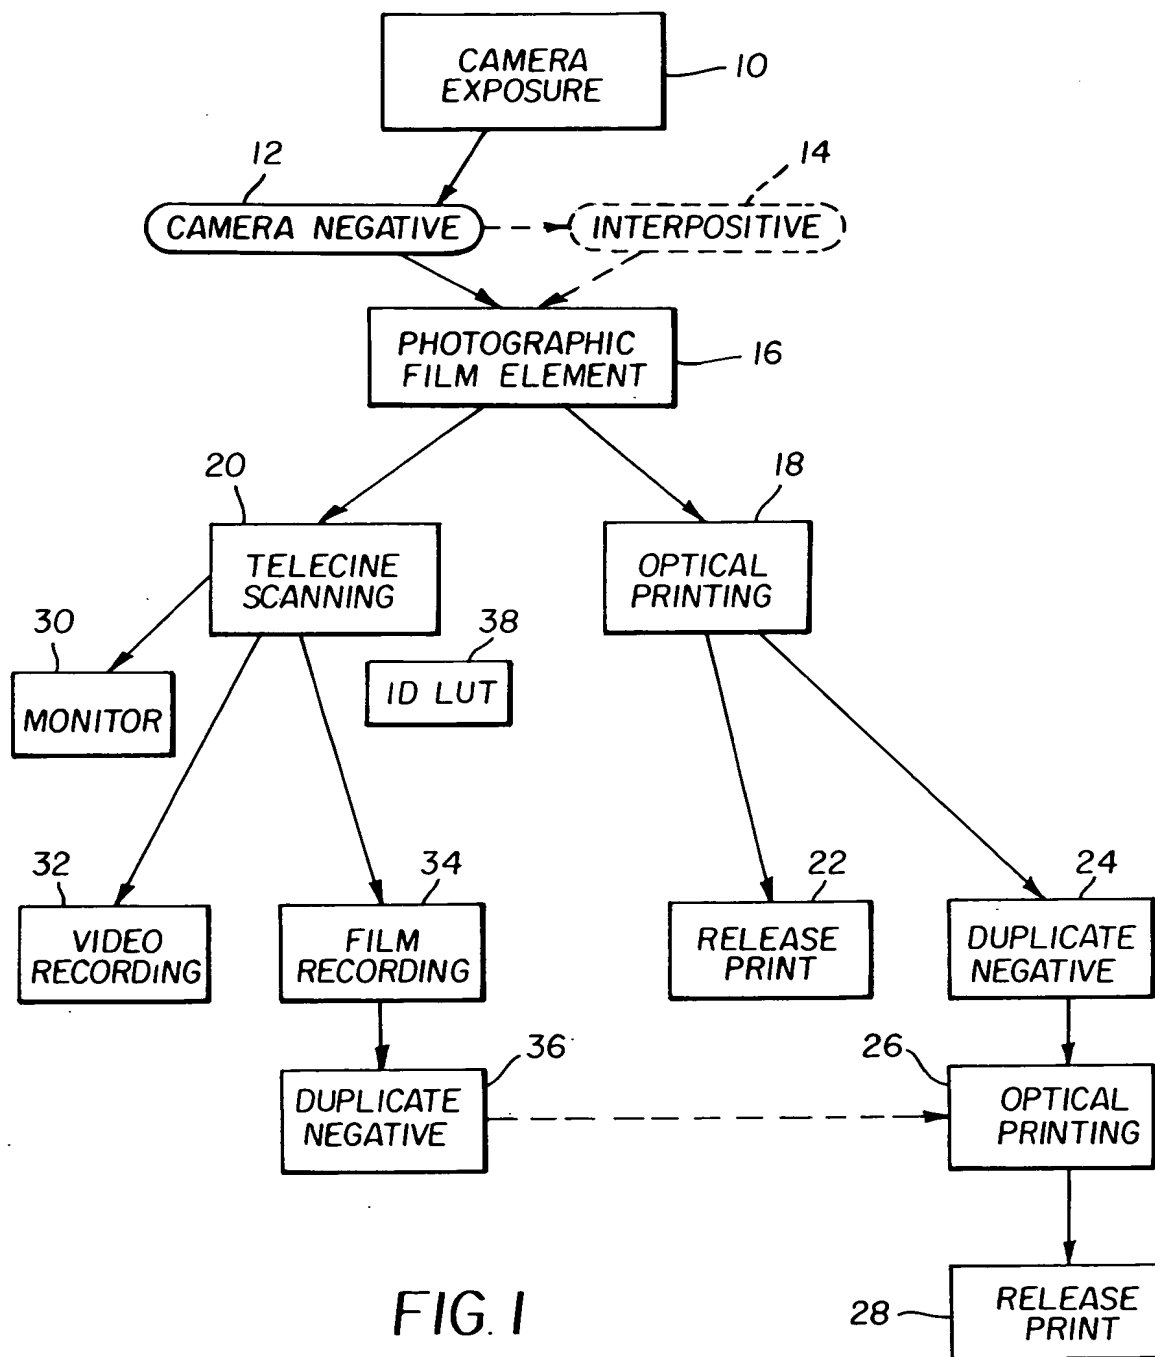 CAMERA
EXPOSURE
10
12
14
CAMERA NEGATIVE
INTERPOSITIVE
PHOTOGRAPHIC
FILM ELEMENT
16
20
18
TELECINE
SCANNING
OPTICAL
PRINTING
30
38
MONITOR
1D LUT
32
34
22
24
VIDEO
RECORDING
FILM
RECORDING
RELEASE
PRINT
DUPLICATE
NEGATIVE
36
26
DUPLICATE
NEGATIVE
OPTICAL
PRINTING
28
RELEASE
PRINT
FIG. 1